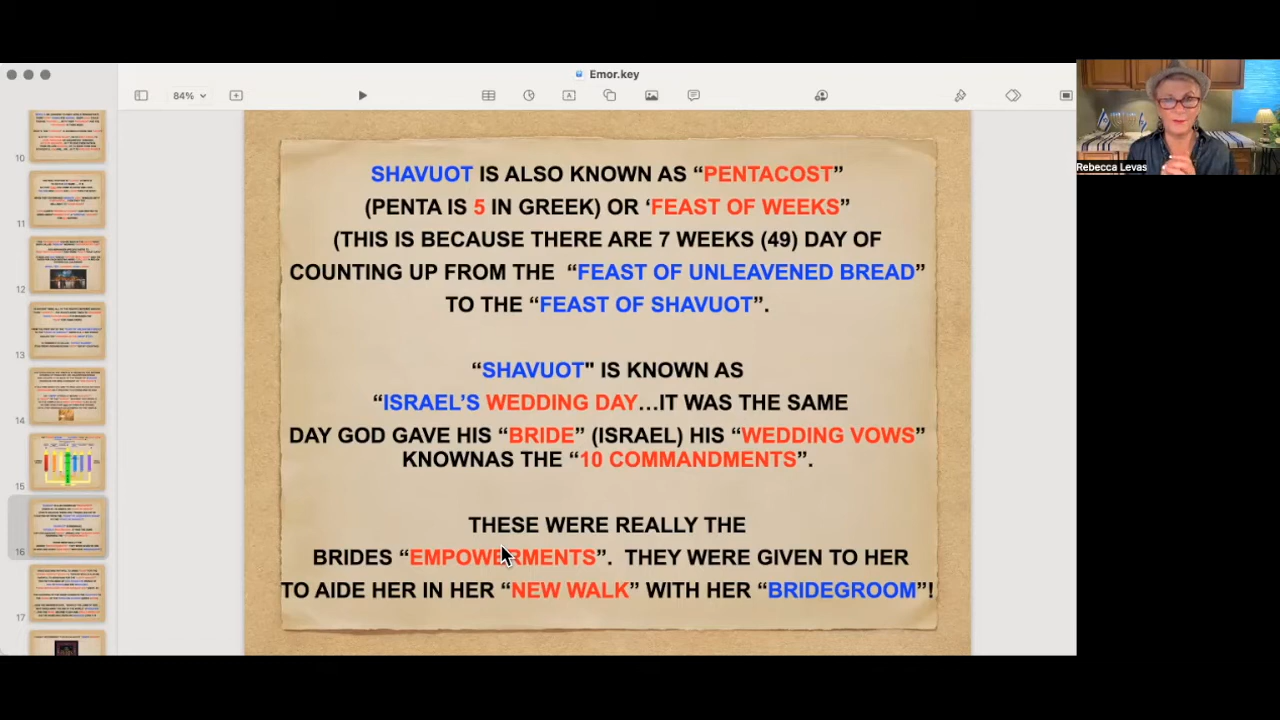 Emor.key
84%
SHAVUOT IS ALSO KNOWN AS “PENTACOST”
(PENTA IS 5 IN GREEK) OR ‘FEAST OF WEEKS”
(THIS IS BECAUSE THERE ARE 7 WEEKS (49) DAY OF
COUNTING UP FROM THE “FEAST OF UNLEAVENED BREAD”
TO THE “FEAST OF SHAVUOT”.
“SHAVUOT" IS KNOWN AS
“ISRAEL’S WEDDING DAY…IT WAS THE SAME
DAY GOD GAVE HIS “BRIDE” (ISRAEL) HIS “WEDDING VOWS”
KNOWNAS THE “10 COMMANDMENTS”.
THESE WERE REALLY THE
BRIDES “EMPOWERMENTS”. THEY WERE GIVEN TO HER
TO AIDE HER IN HER “NEW WALK” WITH HER “BRIDEGROOM”!
10
11
12
13
14
15
16
17
Rebecca Levas